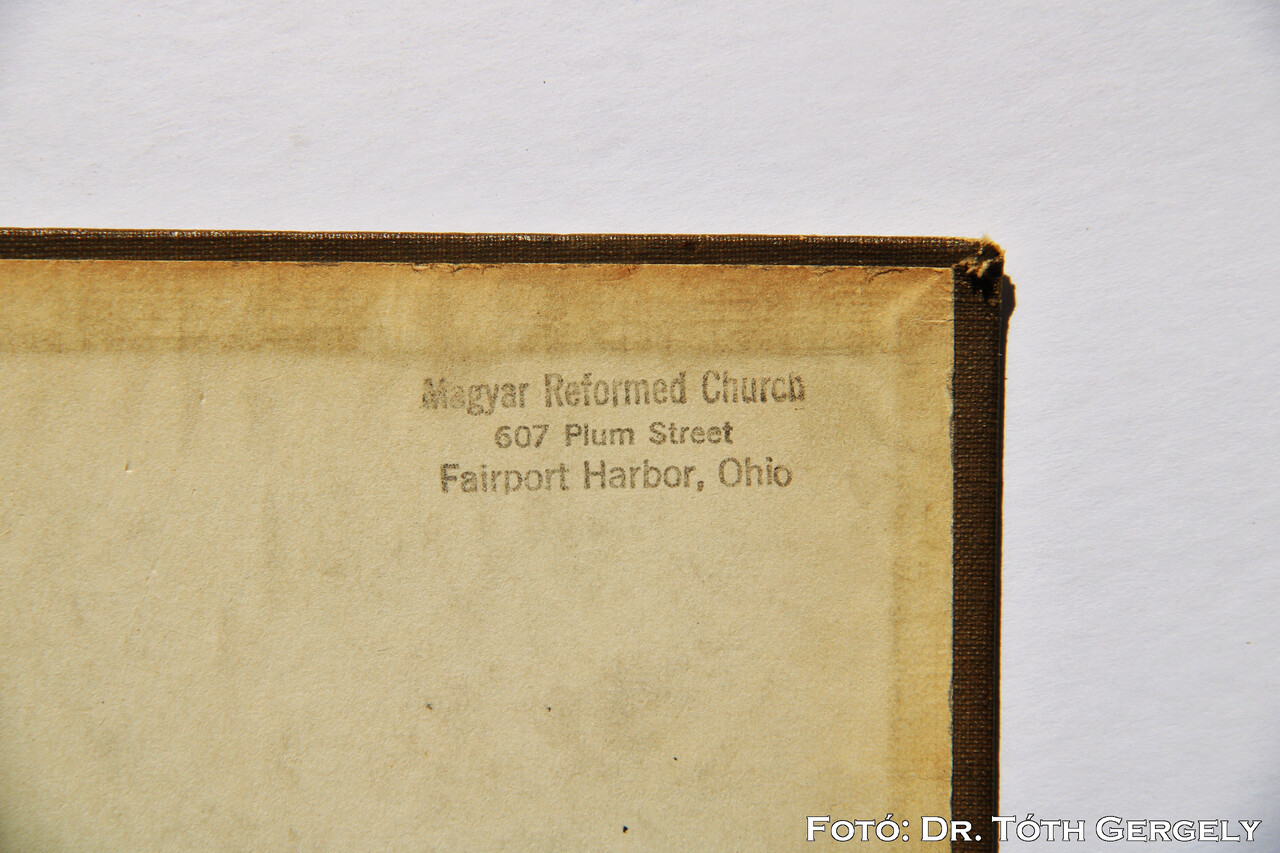 Magyar Reformed Church
607 Plum Street
Fairport Harbor, Ohio
Fotó: Dr. Tóth Gergely